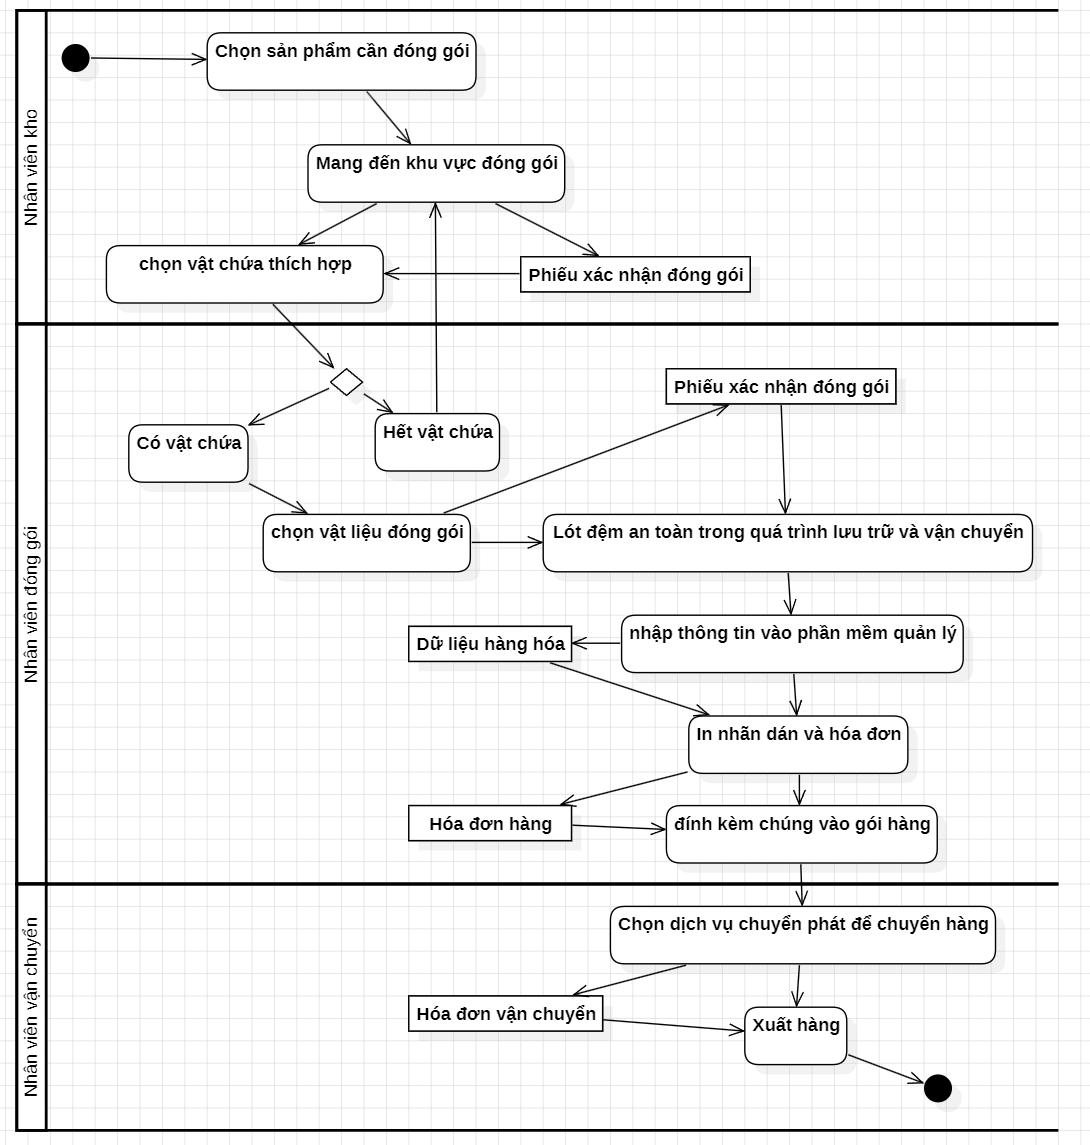 Nhân viên kho
Chọn sản phẩm cần đóng gói
Mang đến khu vực đóng gói
chọn vật chứa thích hợp
Phiếu xác nhận đóng gói
Nhân viên đóng gói
Phiếu xác nhận đóng gói
Hết vật chứa
Có vật chứa
chọn vật liệu đóng gói
Lót đệm an toàn trong quá trình lưu trữ và vận chuyển
Dữ liệu hàng hóa
nhập thông tin vào phần mềm quản lý
In nhãn dán và hóa đơn
Hóa đơn hàng
đính kèm chúng vào gói hàng
Nhân viên vận chuyển
Chọn dịch vụ chuyển phát để chuyển hàng
Hóa đơn vận chuyển
Xuất hàng